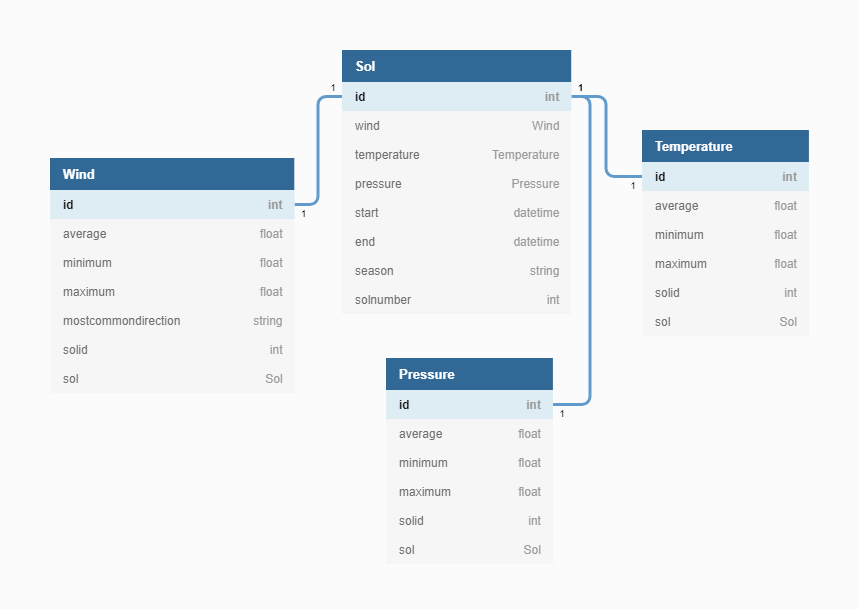 Sol
id int
wind Wind
temperature Temperature
pressure Pressure
start datetime
end datetime
season string
solnumber int
1
1
Wind
id int
average float
minimum float
maximum float
mostcommondirection string
solid int
sol Sol
1
Temperature
id int
average float
minimum float
maximum float
solid int
sol Sol
1
Pressure
id int
average float
minimum float
maximum float
solid int
sol Sol
1